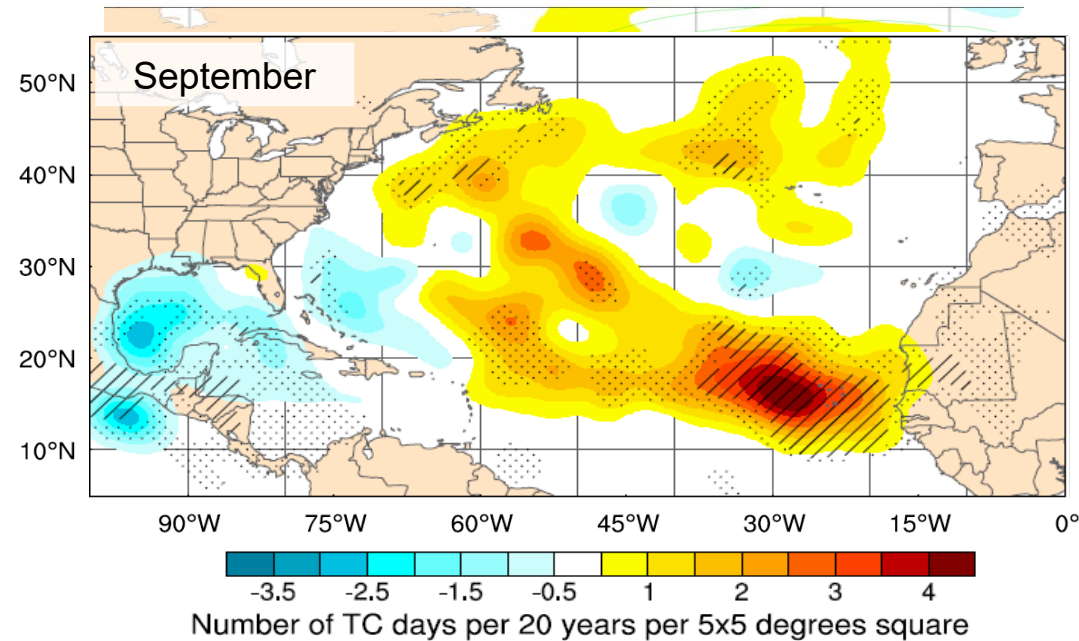 September
50°N
40°N
30°N
20°N
10°N
90°W 75°W 60°W 45°W 30°W 15°W 0°
-3.5 -2.5 -1.5 -0.5 1 2 3 4
Number of TC days per 20 years per 5x5 degrees square